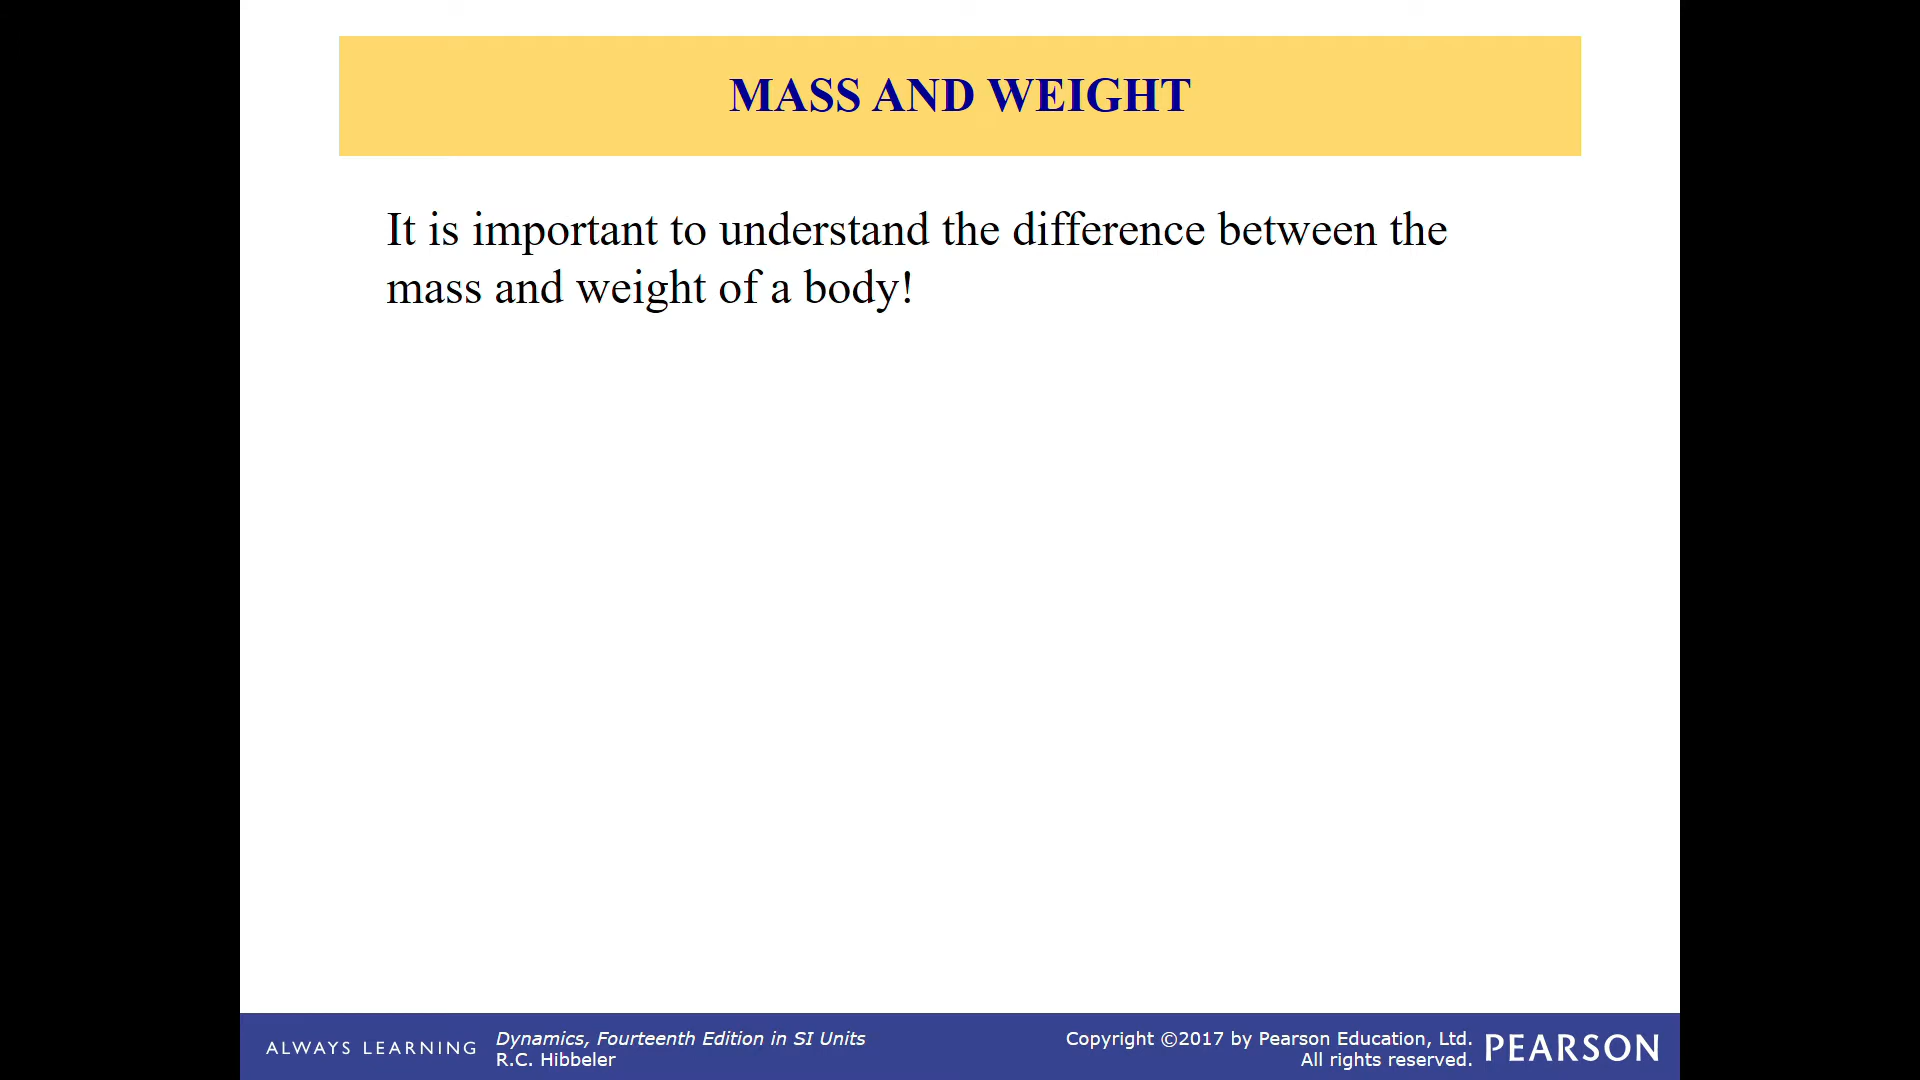 MASS AND WEIGHT
It is important to understand the difference between the
mass and weight of a body!
ALWAYS LEARNING
Dynamics, Fourteenth Edition in SI Units
R.C. Hibbeler
Copyright ©2017 by Pearson Education, Ltd.
All rights reserved.
PEARSON